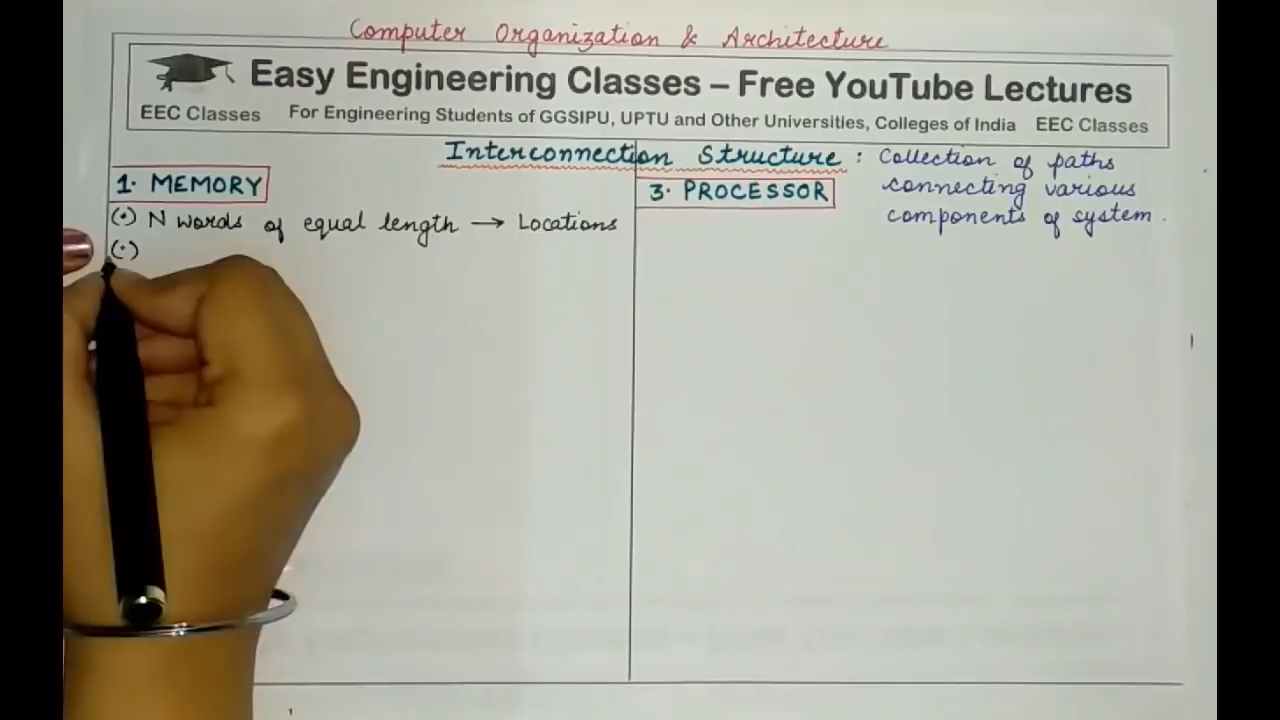 Computer Organization & Architecture
Easy Engineering Classes – Free YouTube Lectures
EEC Classes For Engineering Students of GGSIPU, UPTU and Other Universities, Colleges of India EEC Classes
Interconnection Structure : Collection of paths
connecting various
components of system.
1. MEMORY
(•) N words of equal length → Locations
(•)
3. PROCESSOR